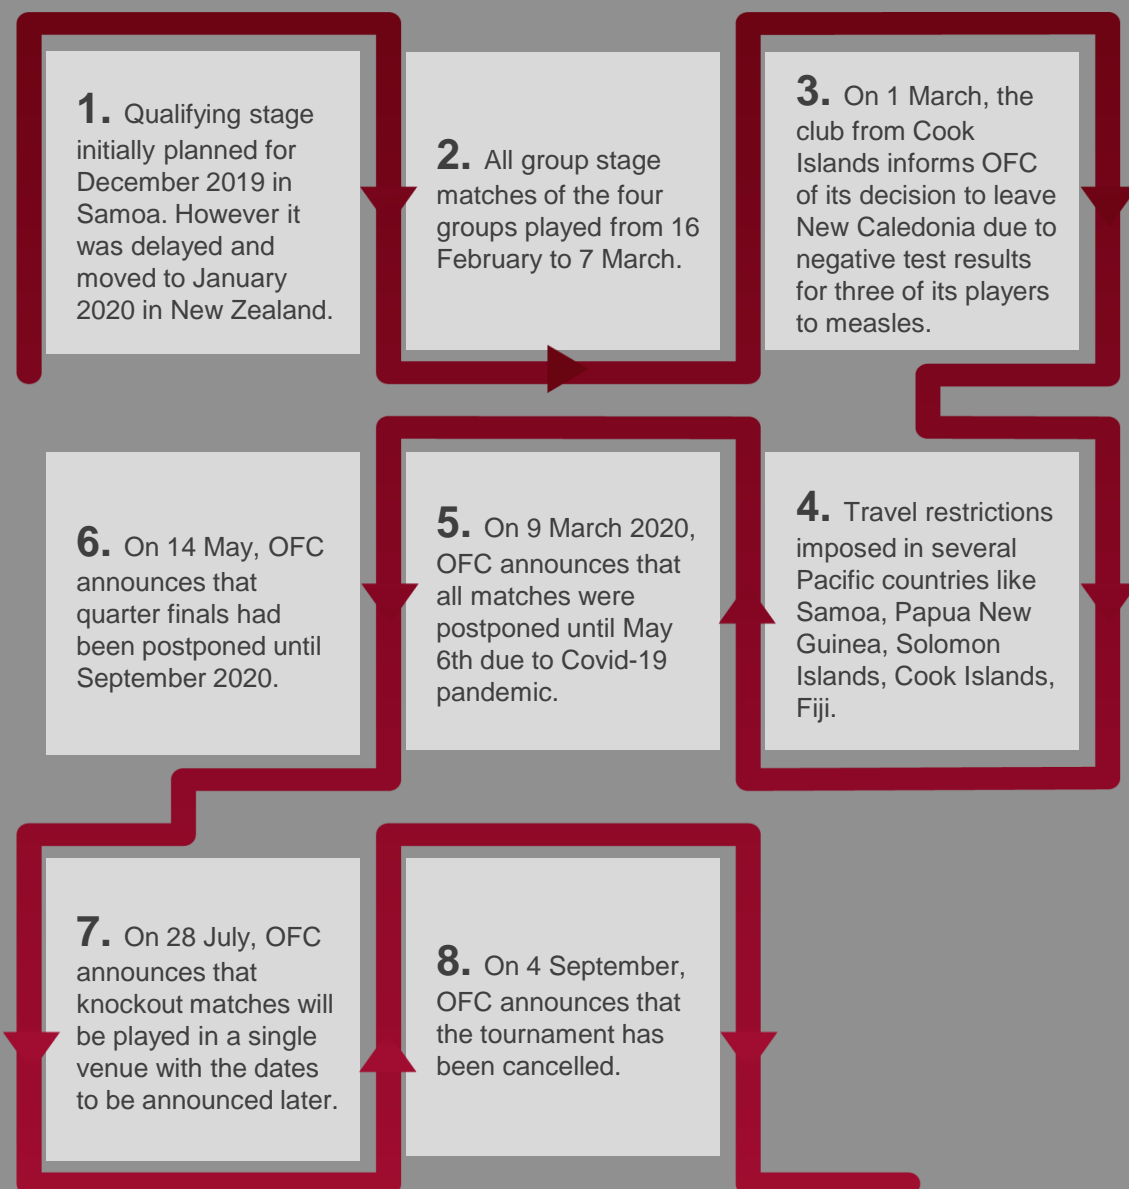 1. Qualifying stage
initially planned for
December 2019 in
Samoa. However it
was delayed and
moved to January
2020 in New Zealand.
2. All group stage
matches of the four
groups played from 16
February to 7 March.
3. On 1 March, the
club from Cook
Islands informs OFC
of its decision to leave
New Caledonia due to
negative test results
for three of its players
to measles.
4. Travel restrictions
imposed in several
Pacific countries like
Samoa, Papua New
Guinea, Solomon
Islands, Cook Islands,
Fiji.
5. On 9 March 2020,
OFC announces that
all matches were
postponed until May
6th due to Covid-19
pandemic.
6. On 14 May, OFC
announces that
quarter finals had
been postponed until
September 2020.
7. On 28 July, OFC
announces that
knockout matches will
be played in a single
venue with the dates
to be announced later.
8. On 4 September,
OFC announces that
the tournament has
been cancelled.